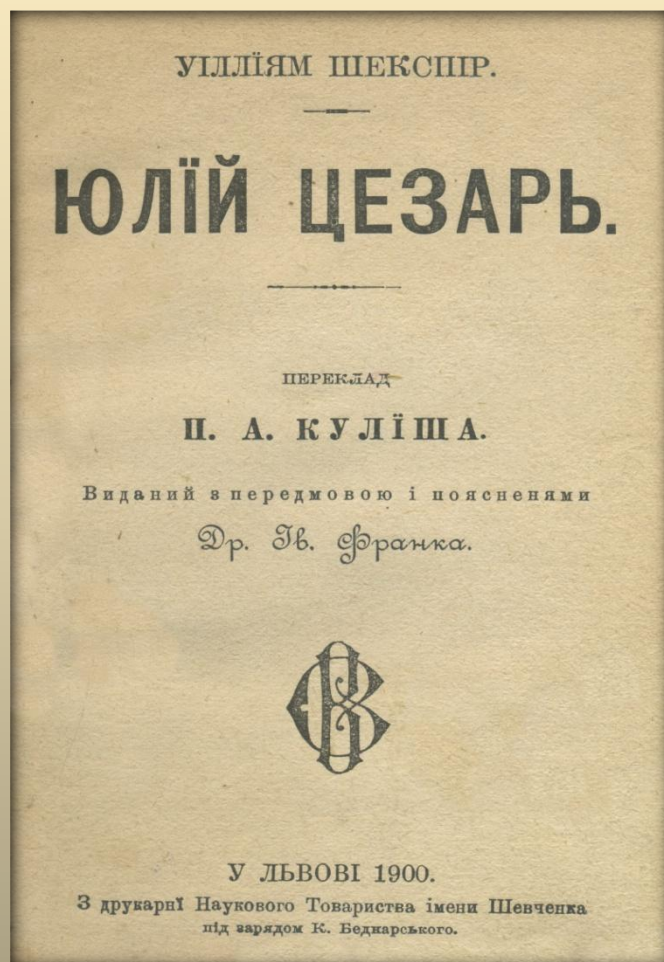 УІЛЛЇЯМ ШЕКСПІР.
ЮЛЇЙ ЦЕЗАРЬ.
ПЕРЕКЛАД
П. А. КУЛЇША.
Виданий з передмовою і поясненями
Др. Ів. Франка.
У ЛЬВОВІ 1900.
З друкарнї Наукового Товариства імени Шевченка
під зарядом К. Беднарського.